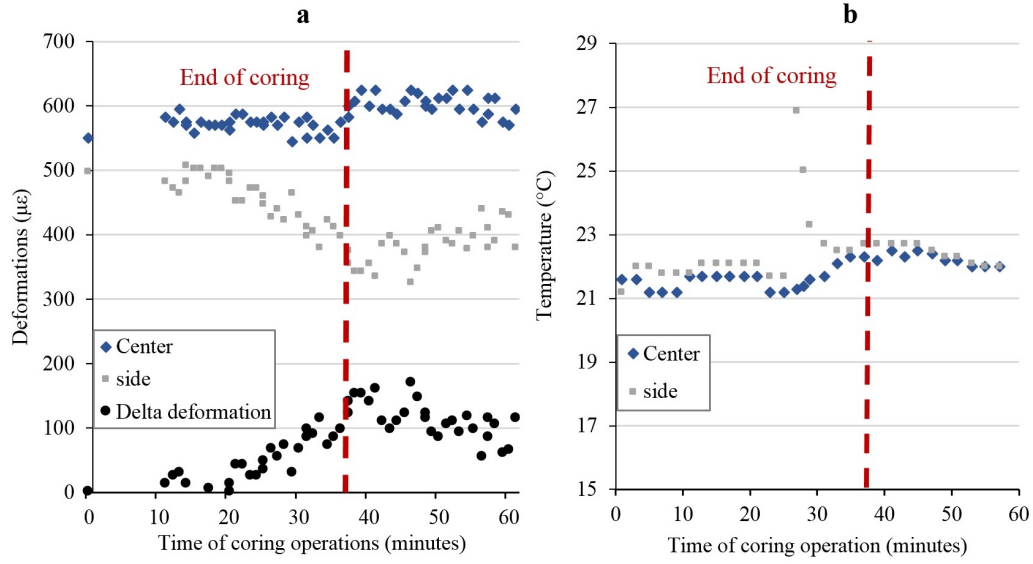 a
700
600
500
400
300
200
100
0
Deformations (με)
End of coring
Center
side
Delta deformation
0 10 20 30 40 50 60
Time of coring operations (minutes)
b
29
27
25
23
21
19
17
15
Temperature (°C)
End of coring
Center
side
0 10 20 30 40 50 60
Time of coring operation (minutes)